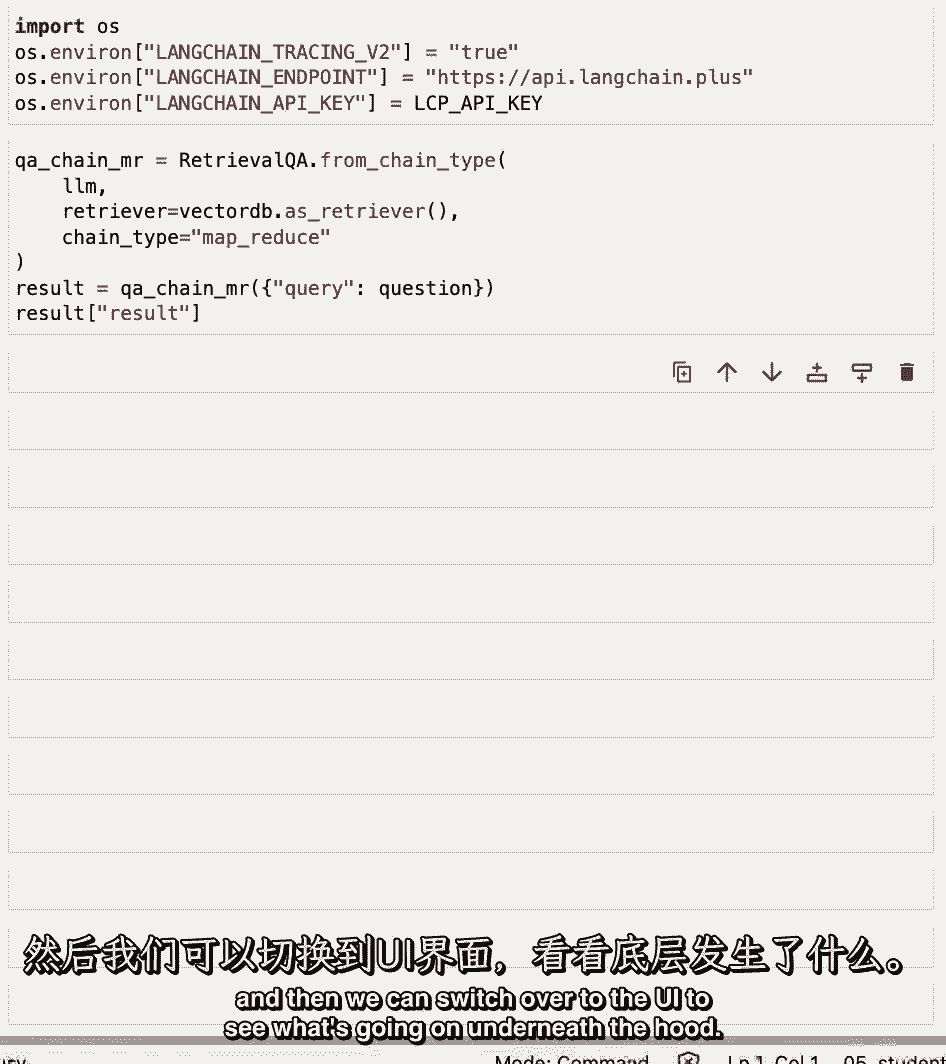 import os
os.environ["LANGCHAIN_TRACING_V2"] = "true"
os.environ["LANGCHAIN_ENDPOINT"] = "https://api.langchain.plus"
os.environ["LANGCHAIN_API_KEY"] = LCP_API_KEY
qa_chain_mr = RetrievalQA.from_chain_type(
    llm,
    retriever=vectordb.as_retriever(),
    chain_type="map_reduce"
)
result = qa_chain_mr({"query": question})
result["result"]
然后我们可以切换到UI界面，看看底层发生了什么。
and then we can switch over to the UI to
see what's going on underneath the hood.
Mode: Command Ln 1, Col 1 05_student